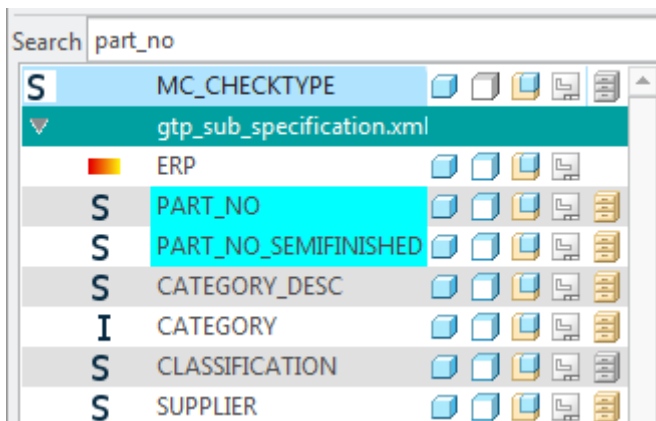 Search part_no
S MC_CHECKTYPE
gtp_sub_specification.xml
ERP
S PART_NO
S PART_NO_SEMIFINISHED
S CATEGORY_DESC
I CATEGORY
S CLASSIFICATION
S SUPPLIER